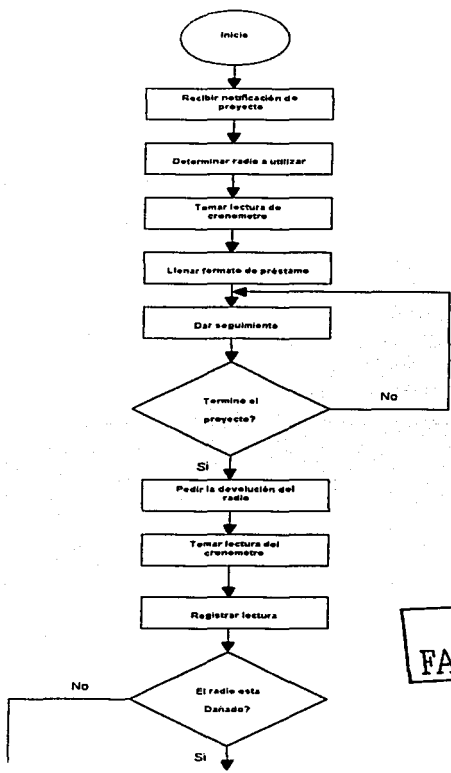 Inicio
Recibir notificación de
proyecto
Determinar radio a utilizar
Tomar lectura de
cronometro
Llenar formato de préstamo
Dar seguimiento
Termino el
proyecto?
No
Si
Pedir la devolución del
radio
Tomar lectura del
cronometro
Registrar lectura
FA
No
El radio esta
Dañado?
Si